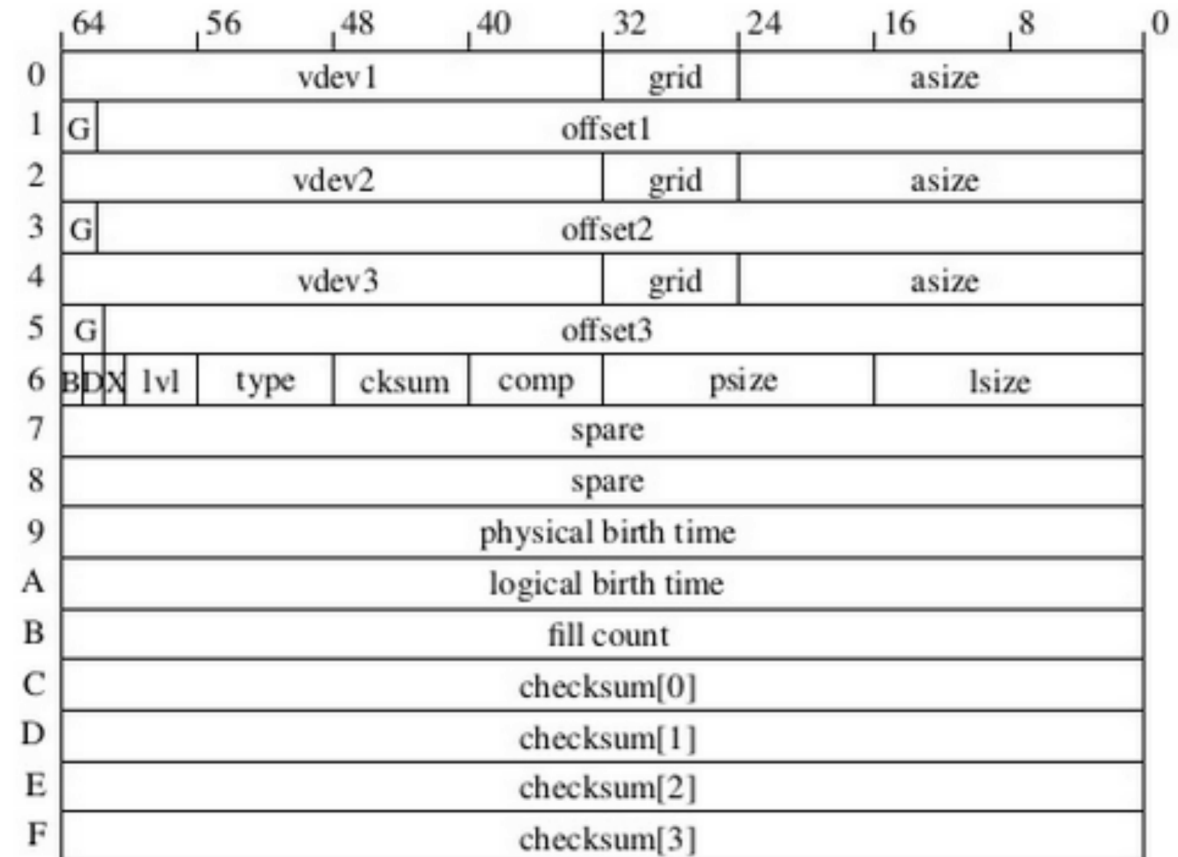 64 56 48 40 32 24 16 8 0
0 vdev1 grid asize
1 G offset1
2 vdev2 grid asize
3 G offset2
4 vdev3 grid asize
5 G offset3
6 B D X lvl type cksum comp psize lsize
7 spare
8 spare
9 physical birth time
A logical birth time
B fill count
C checksum[0]
D checksum[1]
E checksum[2]
F checksum[3]